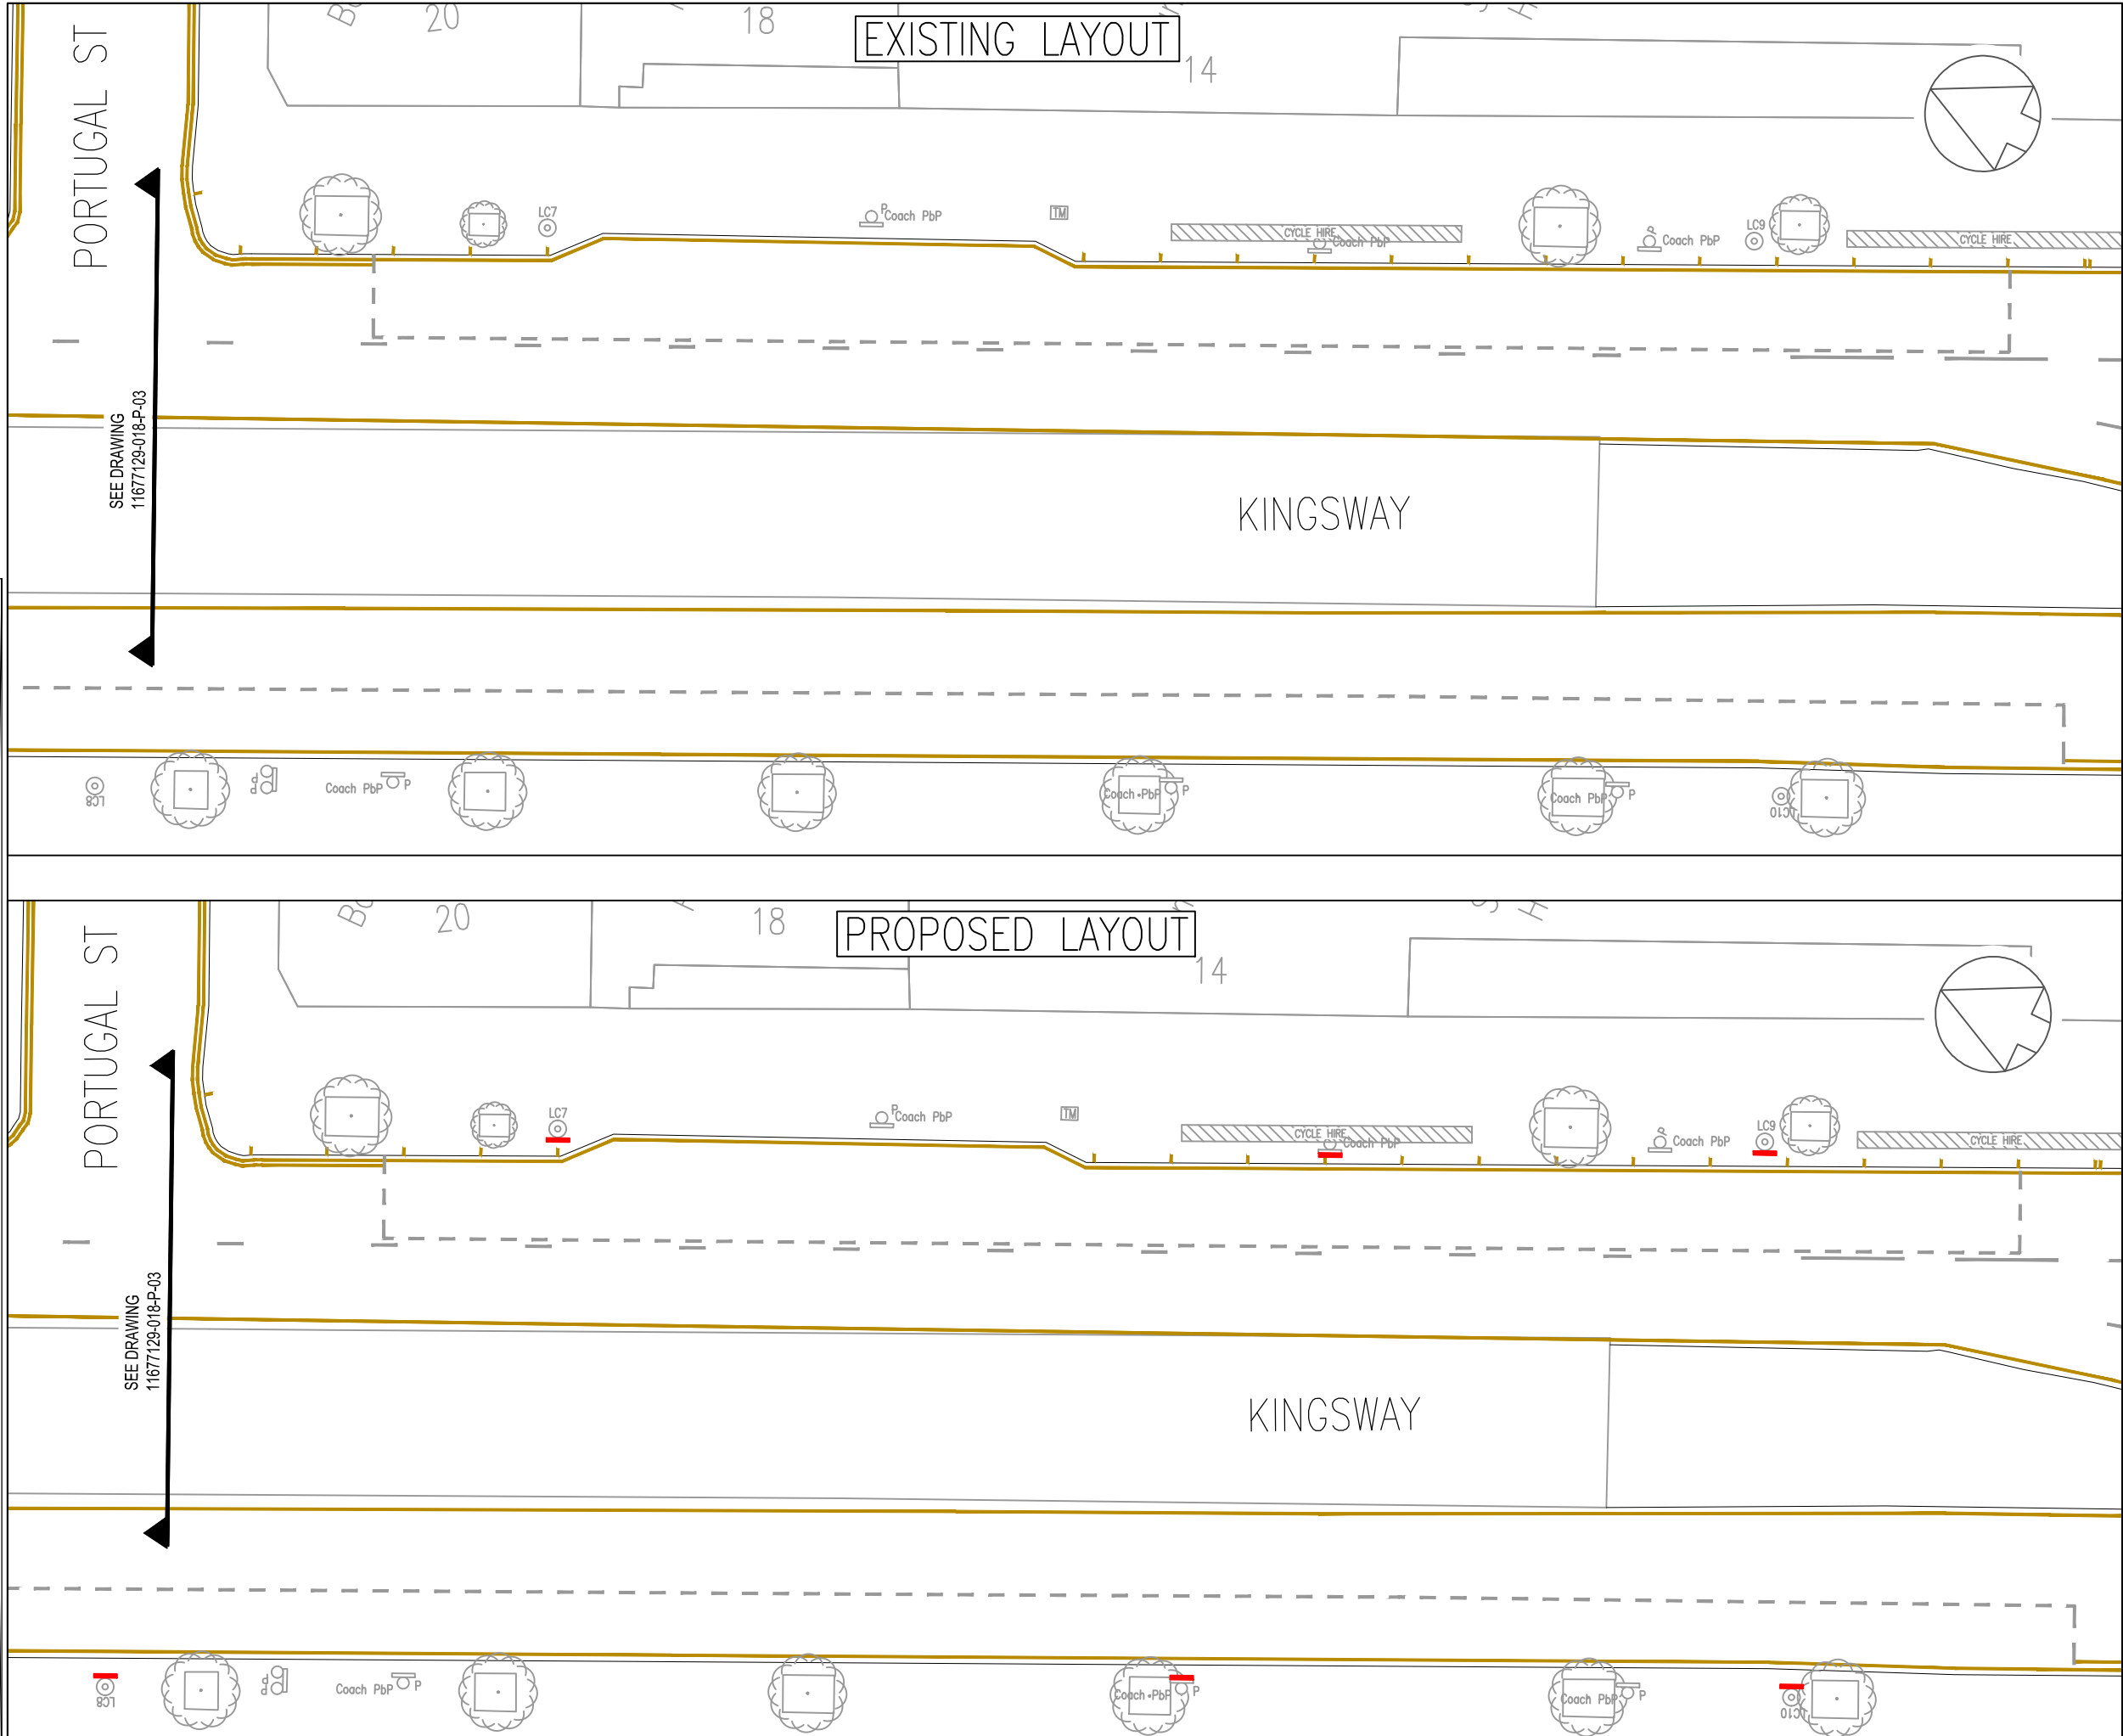 EXISTING LAYOUT
20
18
14
PORTUGAL ST
LC7
P
Coach PbP
TM
CYCLE HIRE
Coach PbP
P
Coach PbP
LC9
CYCLE HIRE
SEE DRAWING
11677129-018-P-03
KINGSWAY
LC8
P
Coach PbP
P
Coach PbP
P
Coach PbP
P
LC10
PROPOSED LAYOUT
20
18
14
PORTUGAL ST
LC7
P
Coach PbP
TM
CYCLE HIRE
Coach PbP
P
Coach PbP
LC9
CYCLE HIRE
SEE DRAWING
11677129-018-P-03
KINGSWAY
LC8
P
Coach PbP
P
Coach PbP
P
Coach PbP
P
LC10